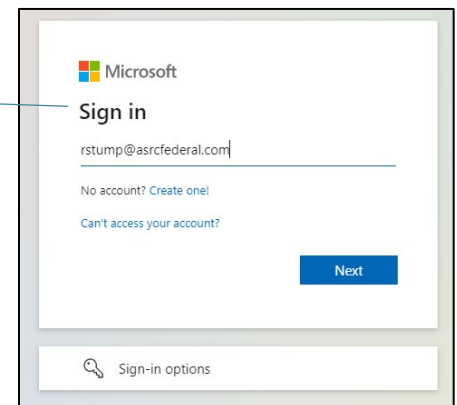 Microsoft
Sign in
rstump@asrcfederal.com
No account? Create one!
Can't access your account?
Next
Sign-in options